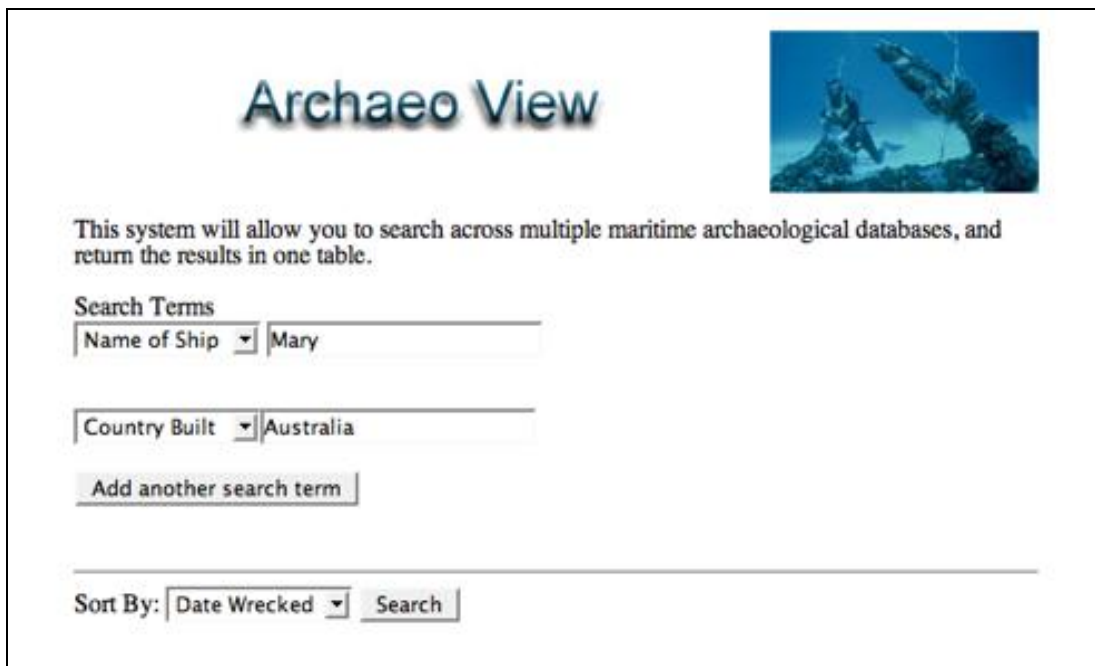 Archaeo View
This system will allow you to search across multiple maritime archaeological databases, and
return the results in one table.
Search Terms
Name of Ship Mary
Country Built Australia
Add another search term
Sort By: Date Wrecked Search